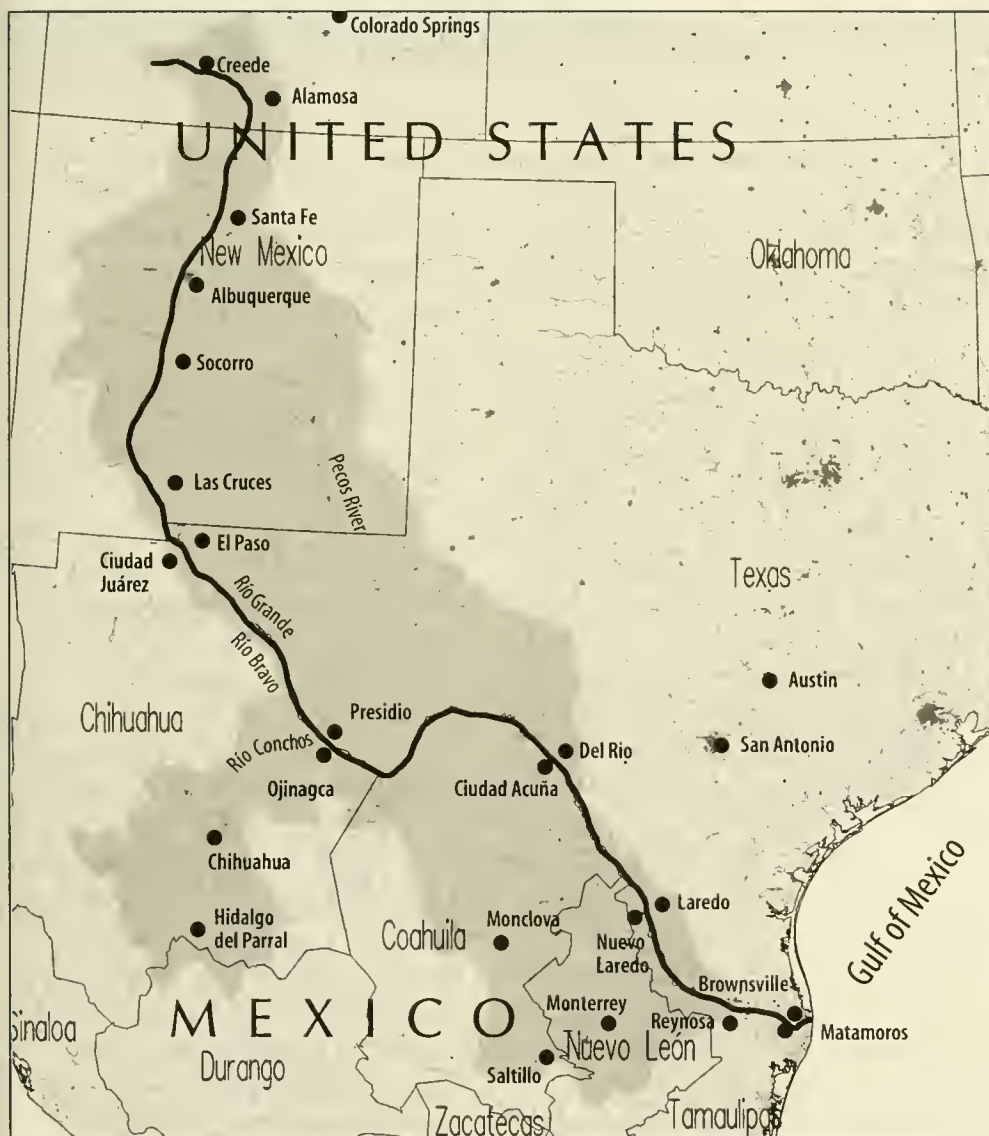 Colorado Springs
Creede
Alamosa
UNITED STATES
Santa Fe
New Mexico
Oklahoma
Albuquerque
Socorro
Pecos River
Las Cruces
El Paso
Ciudad
Juárez
Texas
Río Grande
Río Bravo
Austin
Chihuahua
Presidio
Río Conchos
San Antonio
Del Rio
Ojinagca
Ciudad Acuña
Chihuahua
Gulf of Mexico
Laredo
Hidalgo
del Parral
Coahuila
Monclova
Nuevo
Laredo
Brownsville
MEXICO
Monterrey
Reynosa
Sinaloa
Matamoros
Nuevo León
Durango
Saltillo
Zacatecas
Tamaulipa